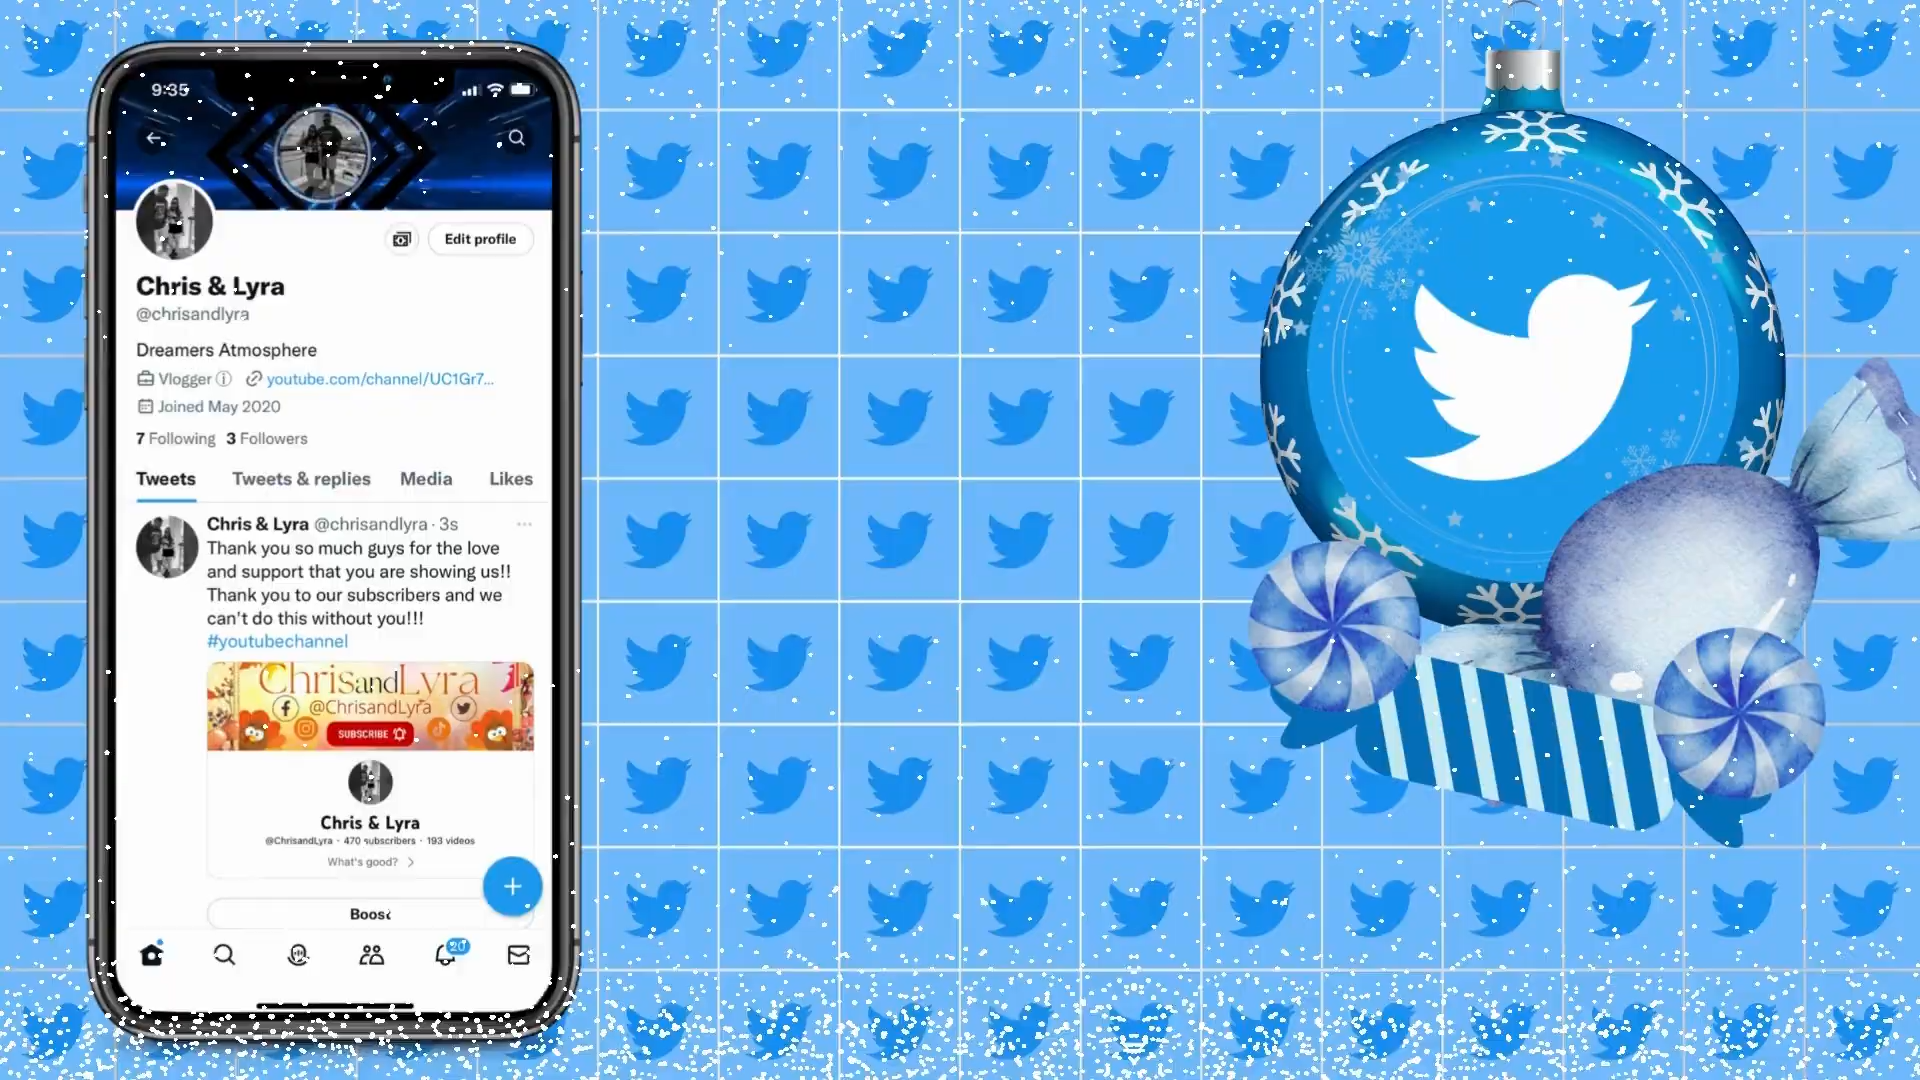 9:35
Edit profile
Chris & Lyra
@chrisandlyra
Dreamers Atmosphere
Vlogger youtube.com/channel/UC1Gr7...
Joined May 2020
7 Following 3 Followers
Tweets Tweets & replies Media Likes
Chris & Lyra @chrisandlyra · 3s
Thank you so much guys for the love
and support that you are showing us!!
Thank you to our subscribers and we
can't do this without you!!!
#youtubechannel
ChrisandLyra
@ChrisandLyra
SUBSCRIBE
Chris & Lyra
@ChrisandLyra · 470 subscribers · 193 videos
What's good? >
Boost
20